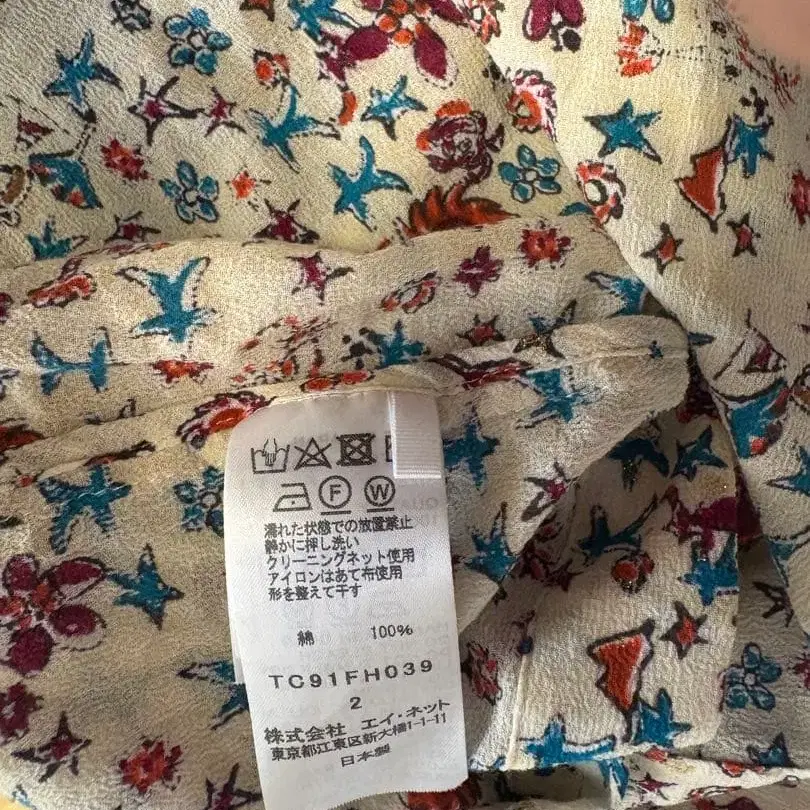 F W
濡れた状態での放置禁止
静かに押し洗い
クリーニングネット使用
アイロンはあて布使用
形を整えて干す
綿 100%
TC91FH039
2
株式会社 エイ・ネット
東京都江東区新大橋1-1-11
日本製